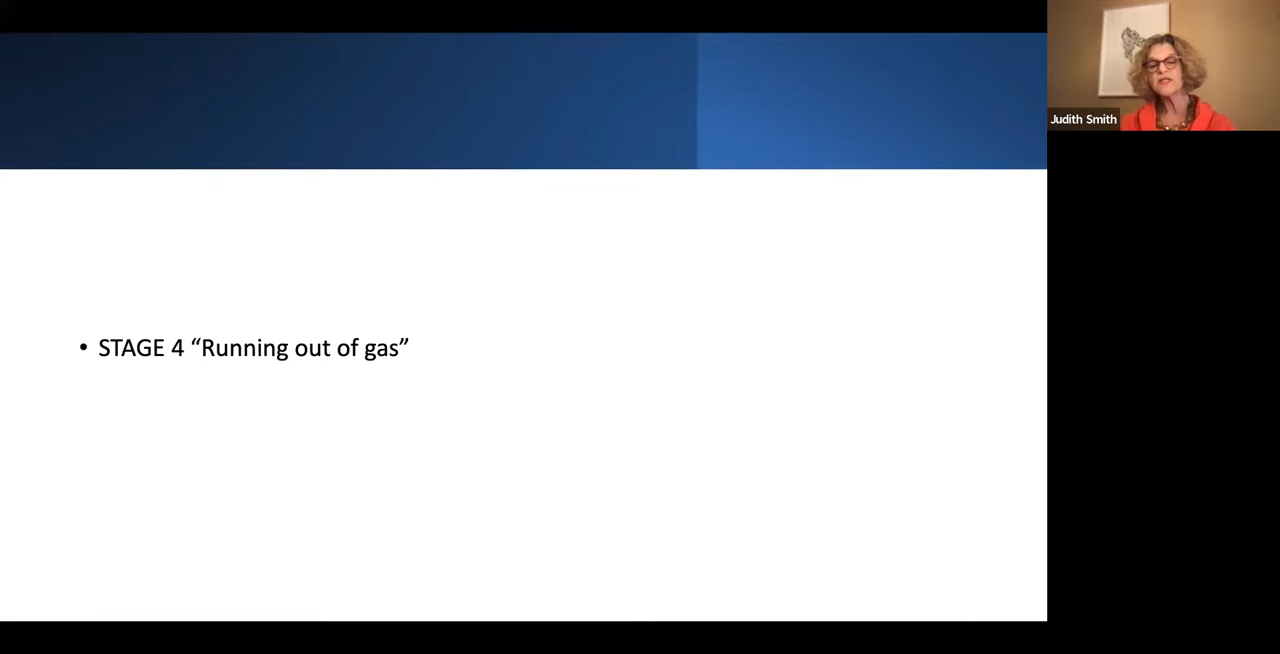 • STAGE 4 “Running out of gas”
Judith Smith